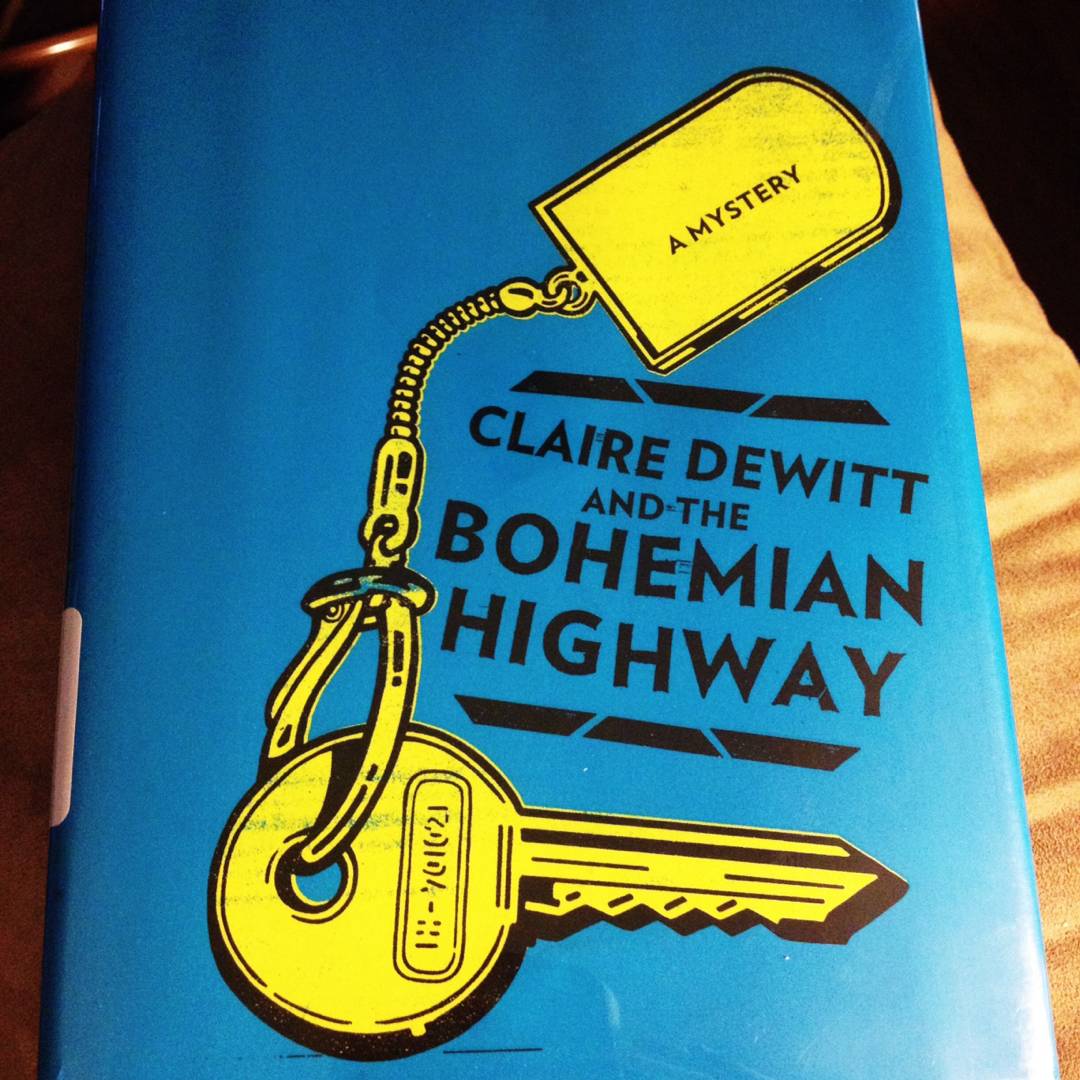 A MYSTERY
CLAIRE DEWITT
AND THE
BOHEMIAN
HIGHWAY